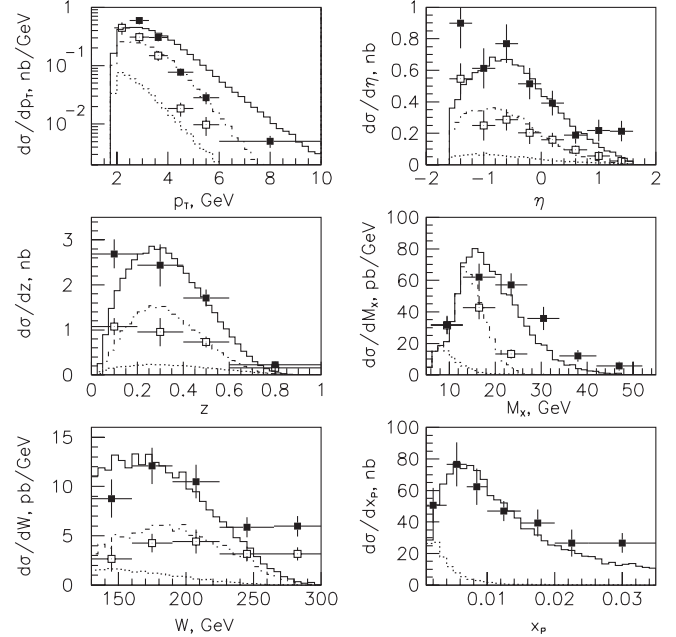 dσ/dp_T, nb/GeV
1
10^-1
10^-2
2 4 6 8 10
p_T, GeV
dσ/dη, nb
0.8
0.6
0.4
0.2
0
−2 −1 0 1 2
η
dσ/dz, nb
3
2
1
0
0 0.2 0.4 0.6 0.8 1
z
dσ/dM_X, pb/GeV
100
80
60
40
20
0
10 20 30 40 50
M_X, GeV
dσ/dW, pb/GeV
15
10
5
0
150 200 250 300
W, GeV
dσ/dx_P, nb
100
80
60
40
20
0
0.01 0.02 0.03
x_P